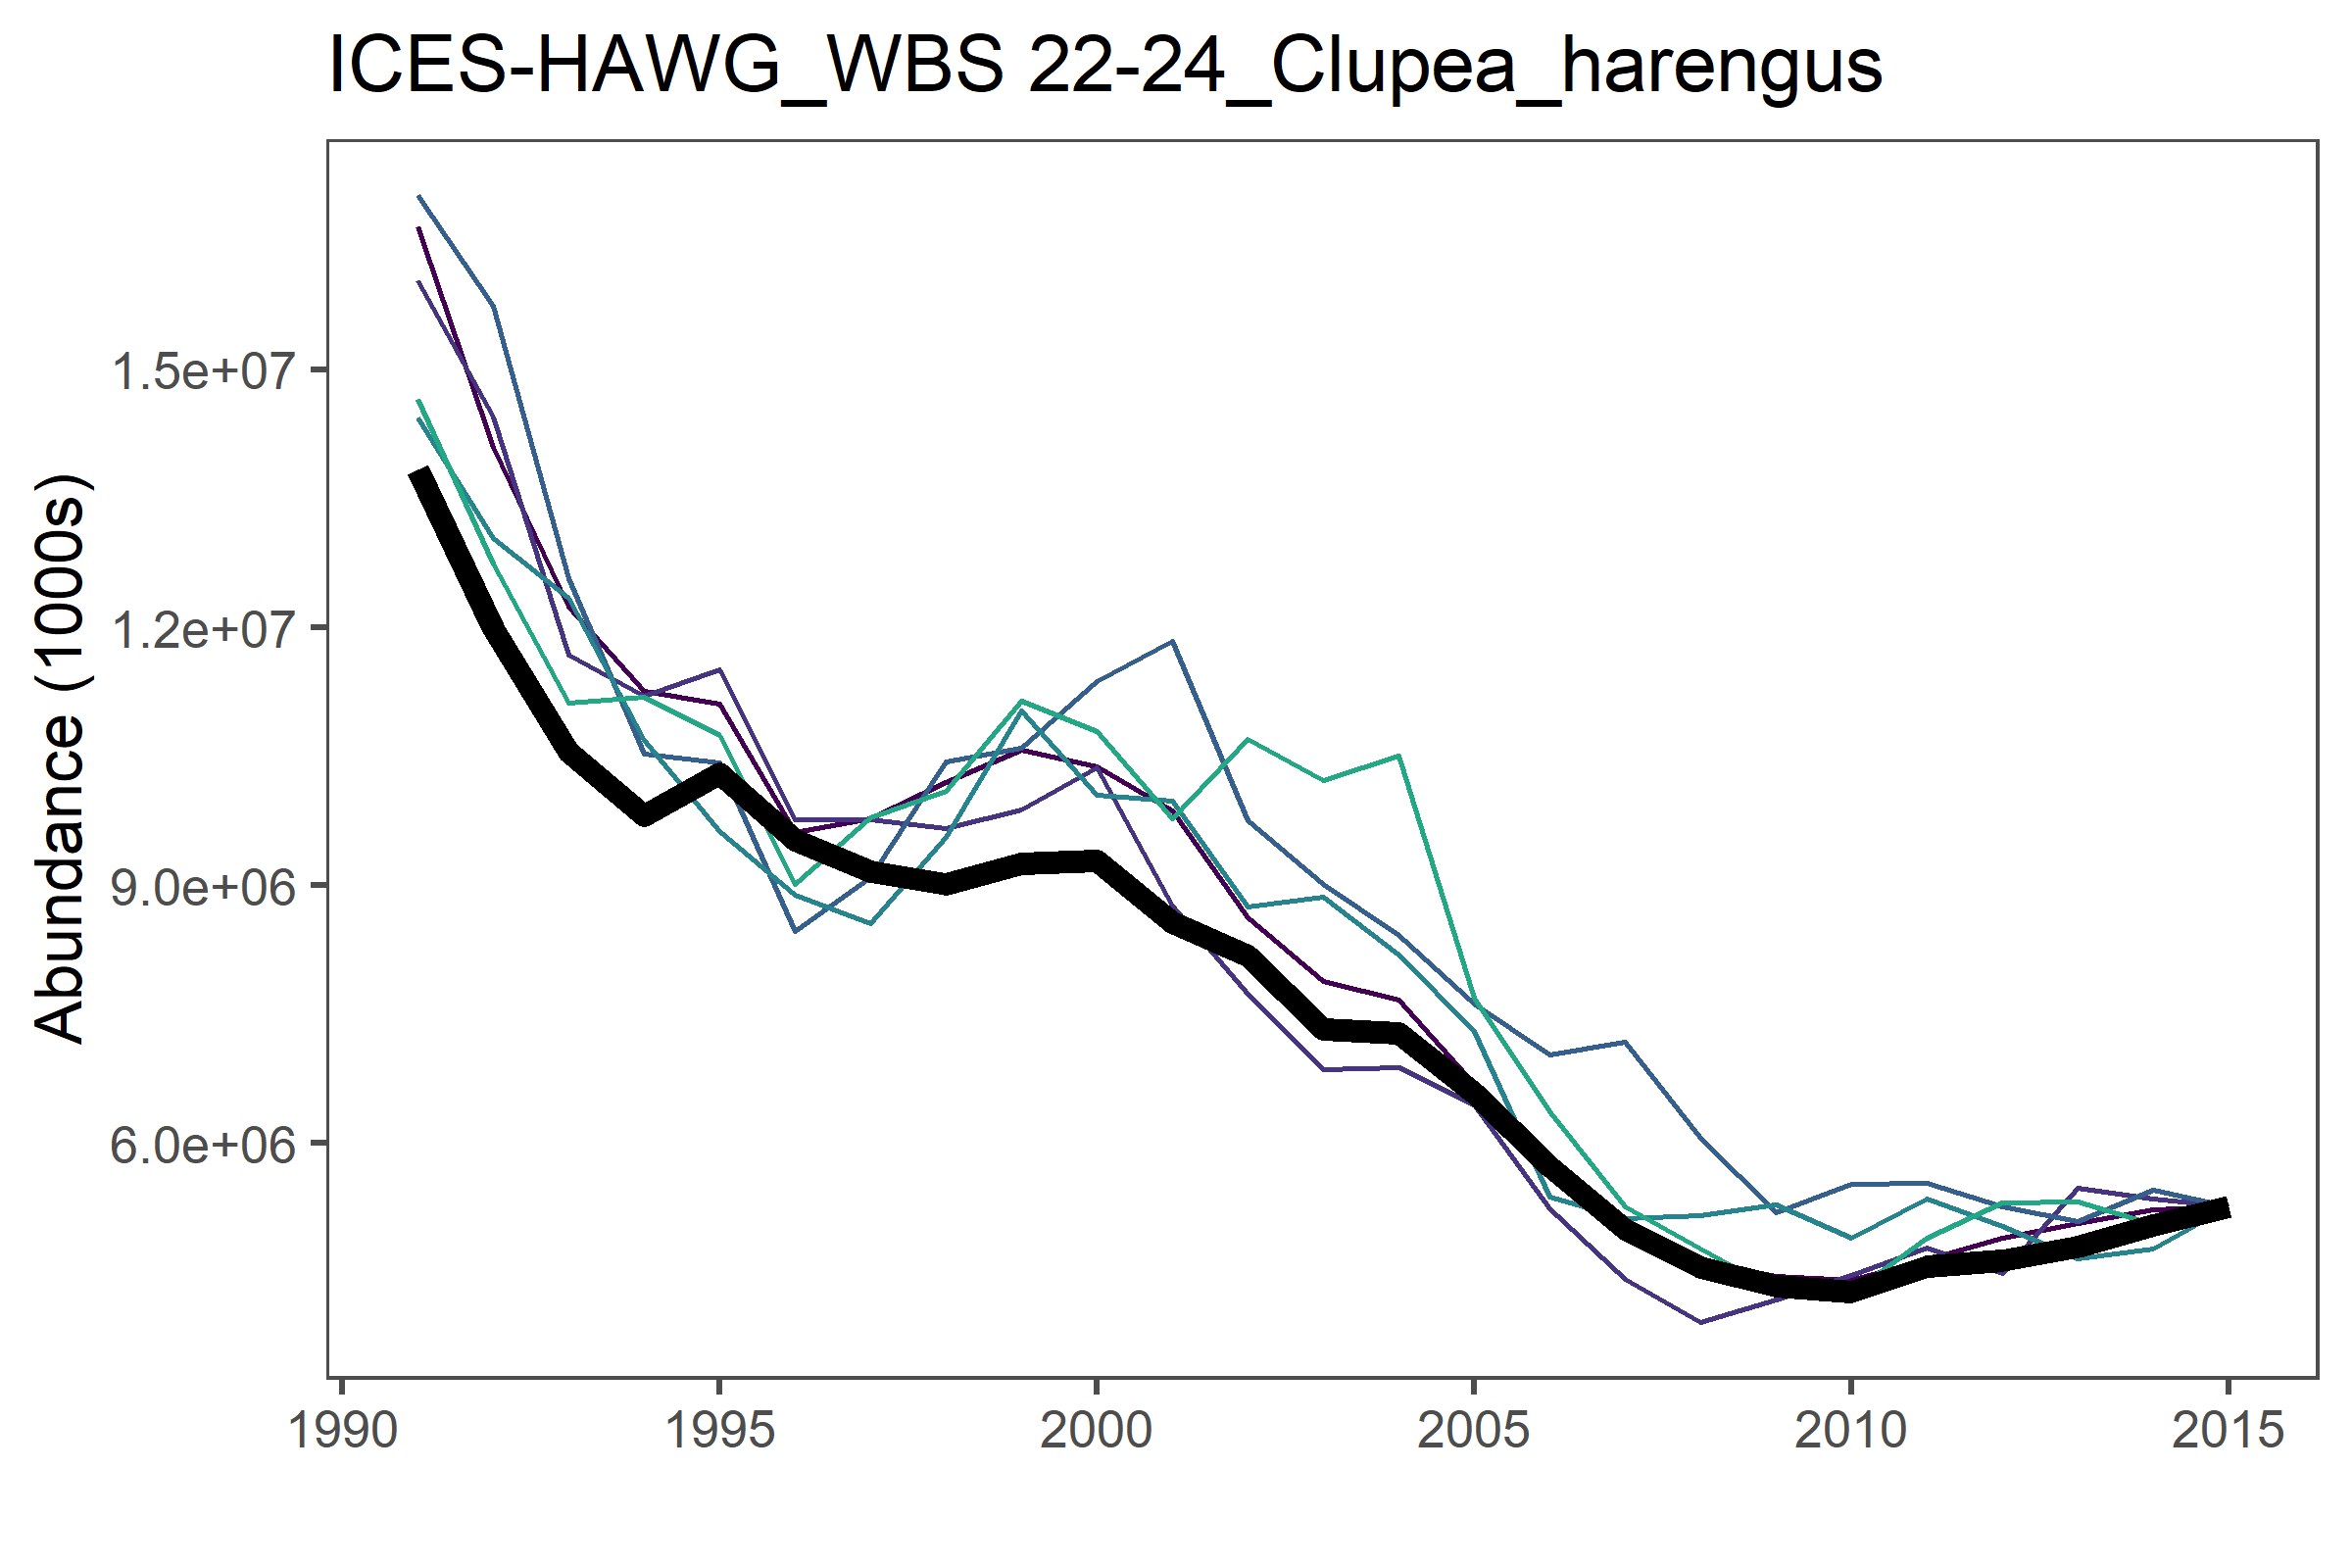 ICES-HAWG_WBS 22-24_Clupea_harengus
Abundance (1000s)
1.5e+07
1.2e+07
9.0e+06
6.0e+06
1990 1995 2000 2005 2010 2015